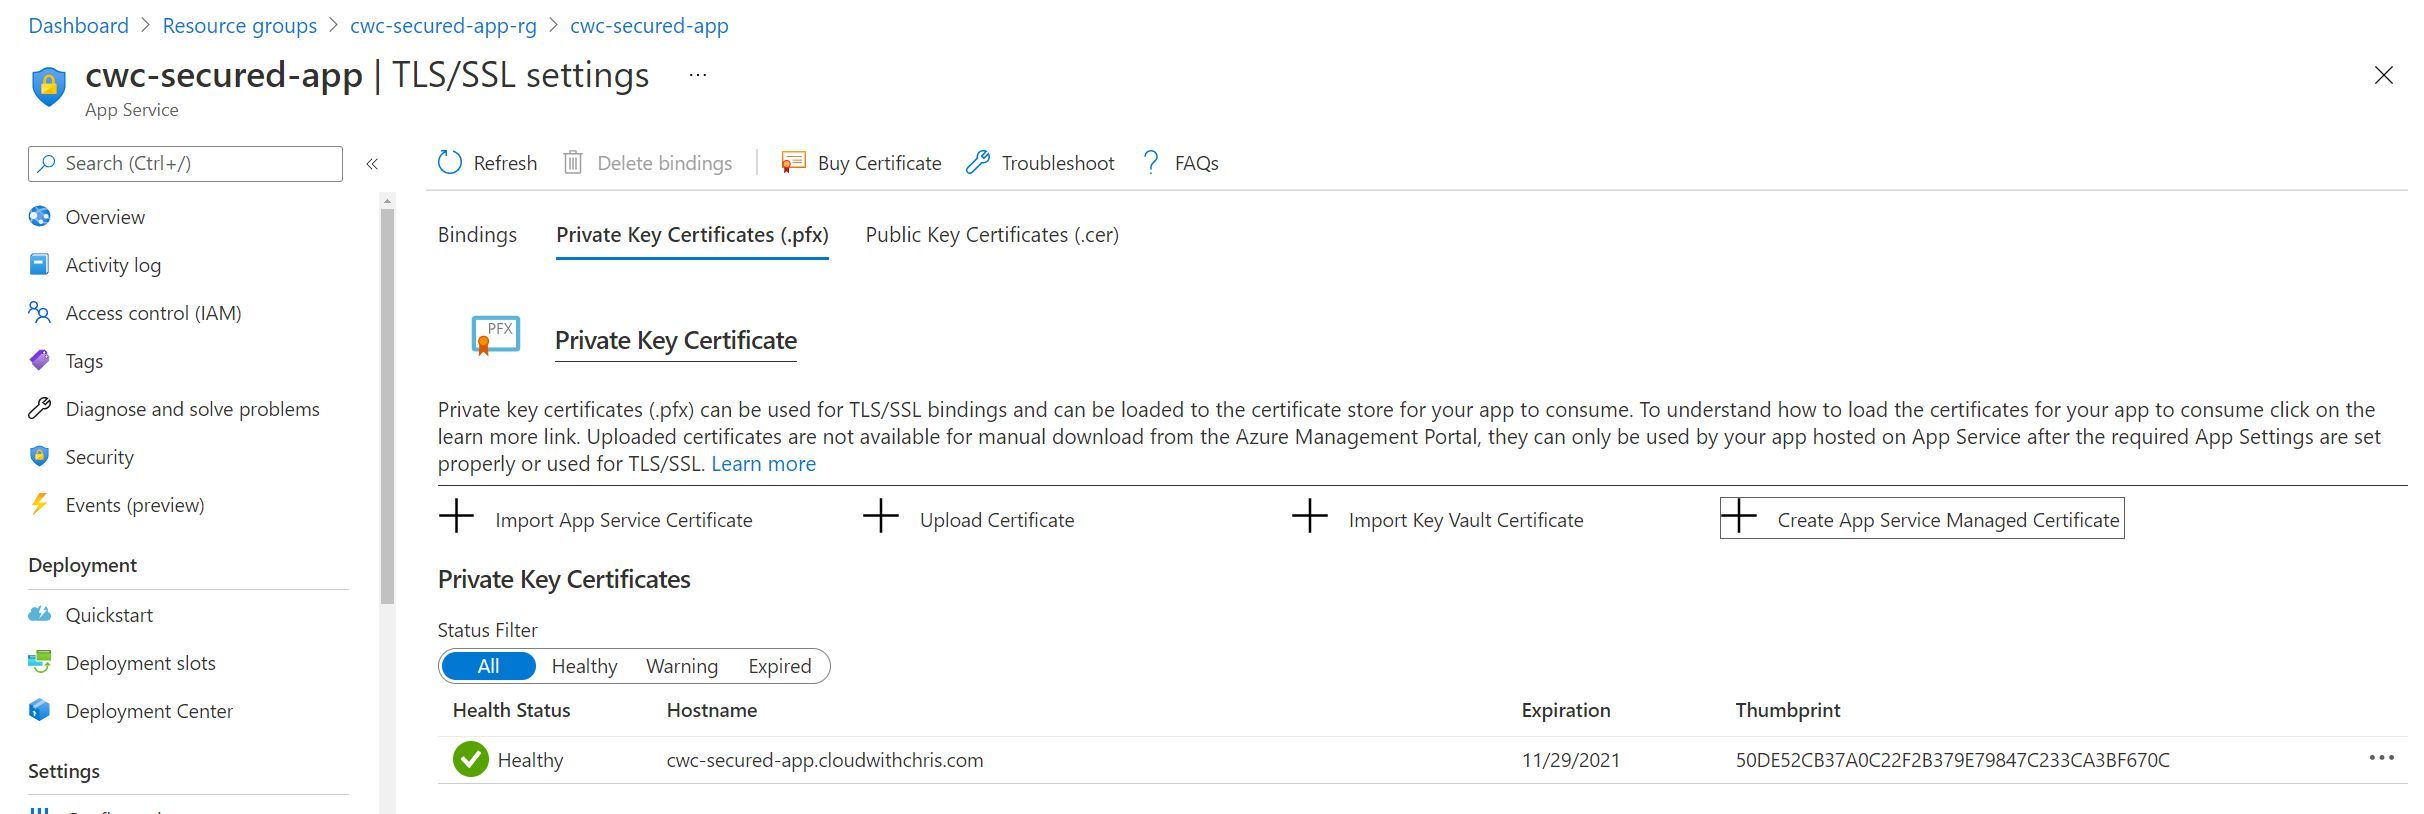 Dashboard > Resource groups > cwc-secured-app-rg > cwc-secured-app
cwc-secured-app | TLS/SSL settings ...
App Service
Search (Ctrl+/)
«
Overview
Activity log
Access control (IAM)
Tags
Diagnose and solve problems
Security
Events (preview)
Deployment
Quickstart
Deployment slots
Deployment Center
Settings
Refresh Delete bindings Buy Certificate Troubleshoot ? FAQs
Bindings Private Key Certificates (.pfx) Public Key Certificates (.cer)
PFX
Private Key Certificate
Private key certificates (.pfx) can be used for TLS/SSL bindings and can be loaded to the certificate store for your app to consume. To understand how to load the certificates for your app to consume click on the
learn more link. Uploaded certificates are not available for manual download from the Azure Management Portal, they can only be used by your app hosted on App Service after the required App Settings are set
properly or used for TLS/SSL. Learn more
Import App Service Certificate Upload Certificate Import Key Vault Certificate Create App Service Managed Certificate
Private Key Certificates
Status Filter
All Healthy Warning Expired
Health Status Hostname Expiration Thumbprint
Healthy cwc-secured-app.cloudwithchris.com 11/29/2021 50DE52CB37A0C22F2B379E79847C233CA3BF670C ...